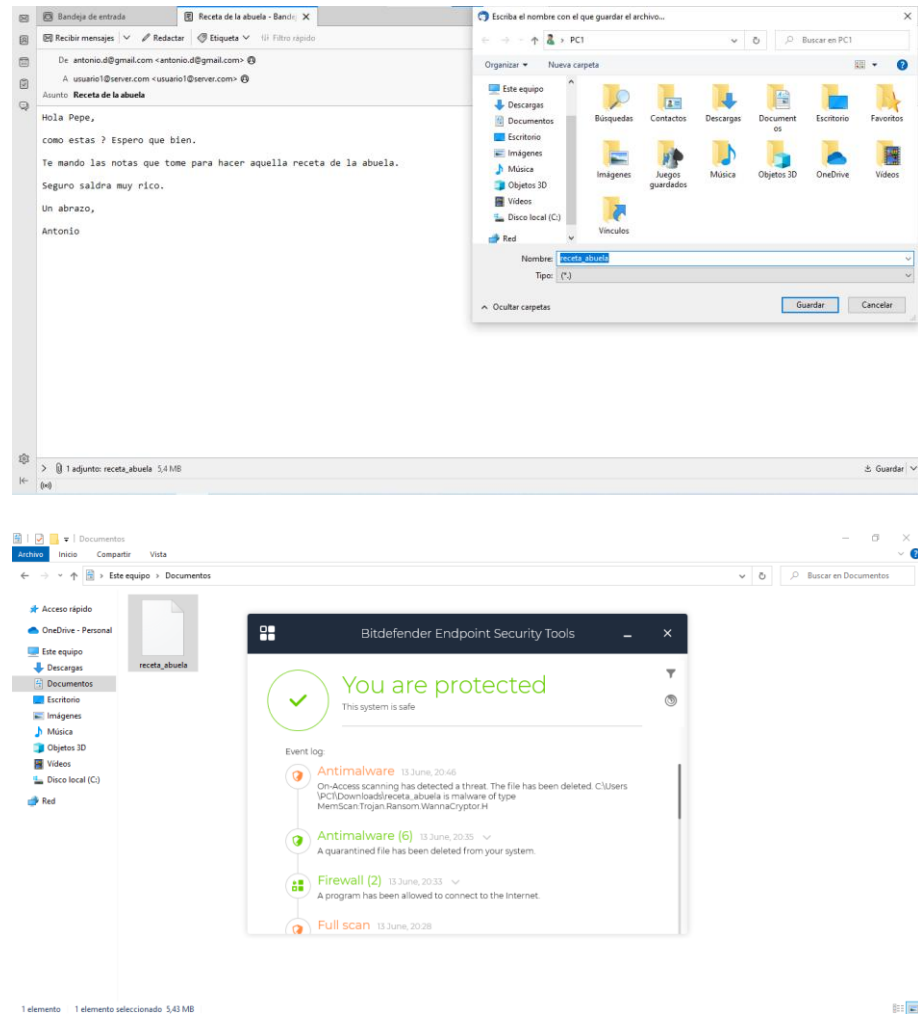 Bandeja de entrada
Receta de la abuela - Bande
Recibir mensajes
Redactar
Etiqueta
Filtro rápido
De antonio.d@gmail.com <antonio.d@gmail.com>
A usuario1@server.com <usuario1@server.com>
Asunto Receta de la abuela
Hola Pepe,
como estas ? Espero que bien.
Te mando las notas que tome para hacer aquella receta de la abuela.
Seguro saldra muy rico.
Un abrazo,
Antonio
1 adjunto: receta_abuela 5,4 MB
Guardar
Escriba el nombre con el que guardar el archivo...
PC1
Buscar en PC1
Organizar
Nueva carpeta
Este equipo
Descargas
Documentos
Escritorio
Imágenes
Música
Objetos 3D
Vídeos
Disco local (C:)
Red
Búsquedas
Contactos
Descargas
Document
os
Escritorio
Favoritos
Imágenes
Juegos
guardados
Música
Objetos 3D
OneDrive
Vídeos
Vínculos
Nombre: receta_abuela
Tipo: (*.)
Ocultar carpetas
Guardar
Cancelar
Documentos
Archivo
Inicio
Compartir
Vista
Este equipo > Documentos
Buscar en Documentos
Acceso rápido
OneDrive - Personal
Este equipo
Descargas
Documentos
Escritorio
Imágenes
Música
Objetos 3D
Vídeos
Disco local (C:)
Red
receta_abuela
Bitdefender Endpoint Security Tools
You are protected
This system is safe
Event log:
Antimalware 13 June, 20:46
On-Access scanning has detected a threat. The file has been deleted. C:\Users
\PC1\Downloads\receta_abuela is malware of type
MemScan:Trojan.Ransom.WannaCryptor.H
Antimalware (6) 13 June, 20:35
A quarantined file has been deleted from your system.
Firewall (2) 13 June, 20:33
A program has been allowed to connect to the Internet.
Full scan 13 June, 20:28
1 elemento
1 elemento seleccionado 5,43 MB